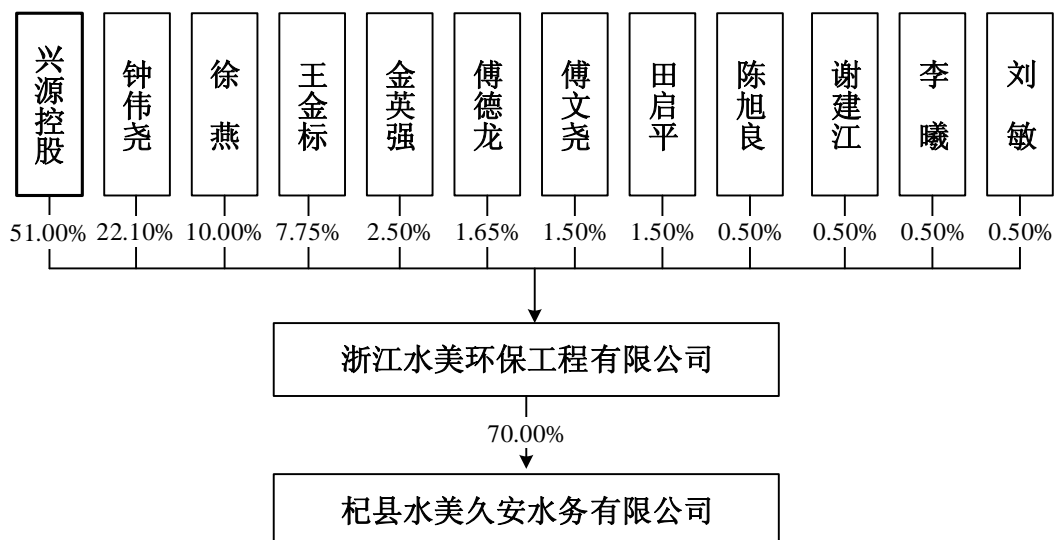 兴源控股
钟伟尧
徐 燕
王金标
金英强
傅德龙
傅文尧
田启平
陈旭良
谢建江
李 曦
刘 敏
51.00%
22.10%
10.00%
7.75%
2.50%
1.65%
1.50%
1.50%
0.50%
0.50%
0.50%
0.50%
浙江水美环保工程有限公司
70.00%
杞县水美久安水务有限公司